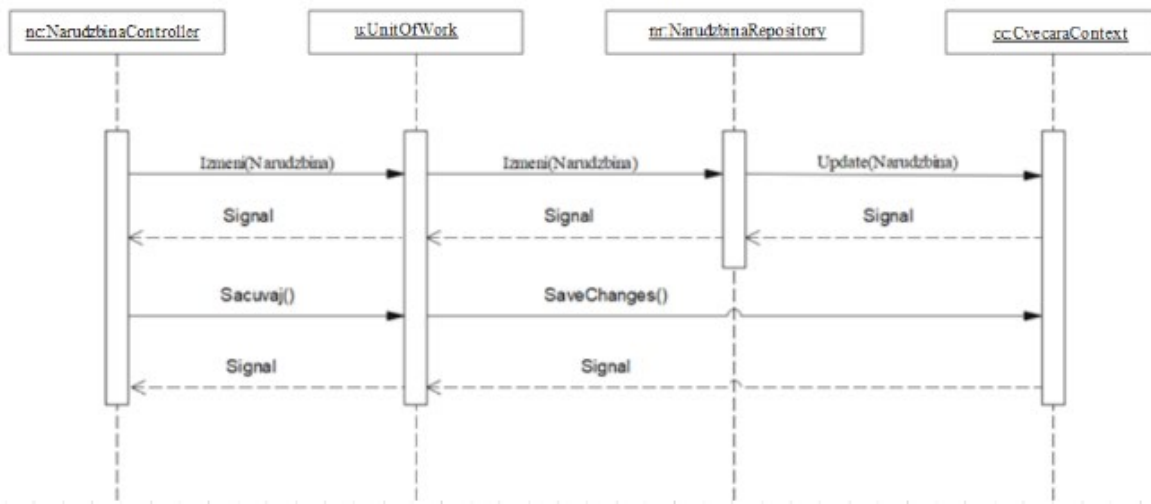 nc:NarudzbinaController
u:UnitOfWork
nr:NarudzbinaRepository
cc:CvecaraContext
Izmeni(Narudzbina)
Izmeni(Narudzbina)
Update(Narudzbina)
Signal
Signal
Signal
Sacuvaj()
SaveChanges()
Signal
Signal